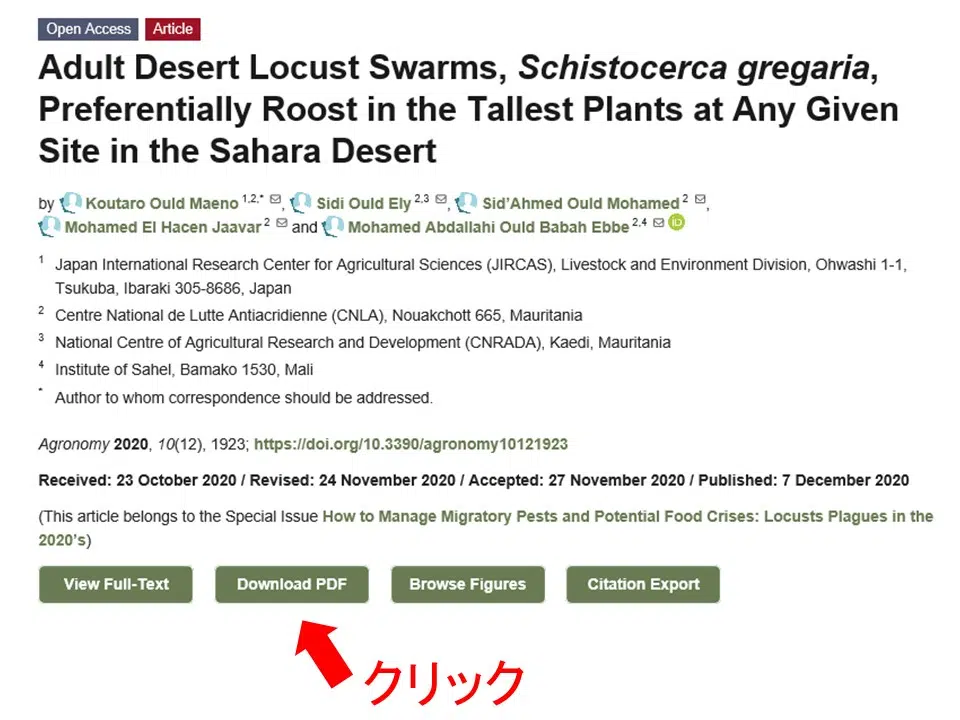 Open Access Article
Adult Desert Locust Swarms, Schistocerca gregaria,
Preferentially Roost in the Tallest Plants at Any Given
Site in the Sahara Desert
by Koutaro Ould Maeno 1,2,*, Sidi Ould Ely 2,3, Sid’Ahmed Ould Mohamed 2,
Mohamed El Hacen Jaavar 2 and Mohamed Abdallahi Ould Babah Ebbe 2,4 iD
1 Japan International Research Center for Agricultural Sciences (JIRCAS), Livestock and Environment Division, Ohwashi 1-1,
Tsukuba, Ibaraki 305-8686, Japan
2 Centre National de Lutte Antiacridienne (CNLA), Nouakchott 665, Mauritania
3 National Centre of Agricultural Research and Development (CNRADA), Kaedi, Mauritania
4 Institute of Sahel, Bamako 1530, Mali
* Author to whom correspondence should be addressed.
Agronomy 2020, 10(12), 1923; https://doi.org/10.3390/agronomy10121923
Received: 23 October 2020 / Revised: 24 November 2020 / Accepted: 27 November 2020 / Published: 7 December 2020
(This article belongs to the Special Issue How to Manage Migratory Pests and Potential Food Crises: Locusts Plagues in the
2020’s)
View Full-Text Download PDF Browse Figures Citation Export
クリック